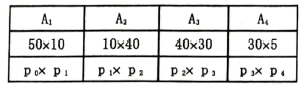 A₁ A₂ A₃ A₄
50×10 10×40 40×30 30×5
p₀× p₁ p₁× p₂ p₂× p₃ p₃× p₄